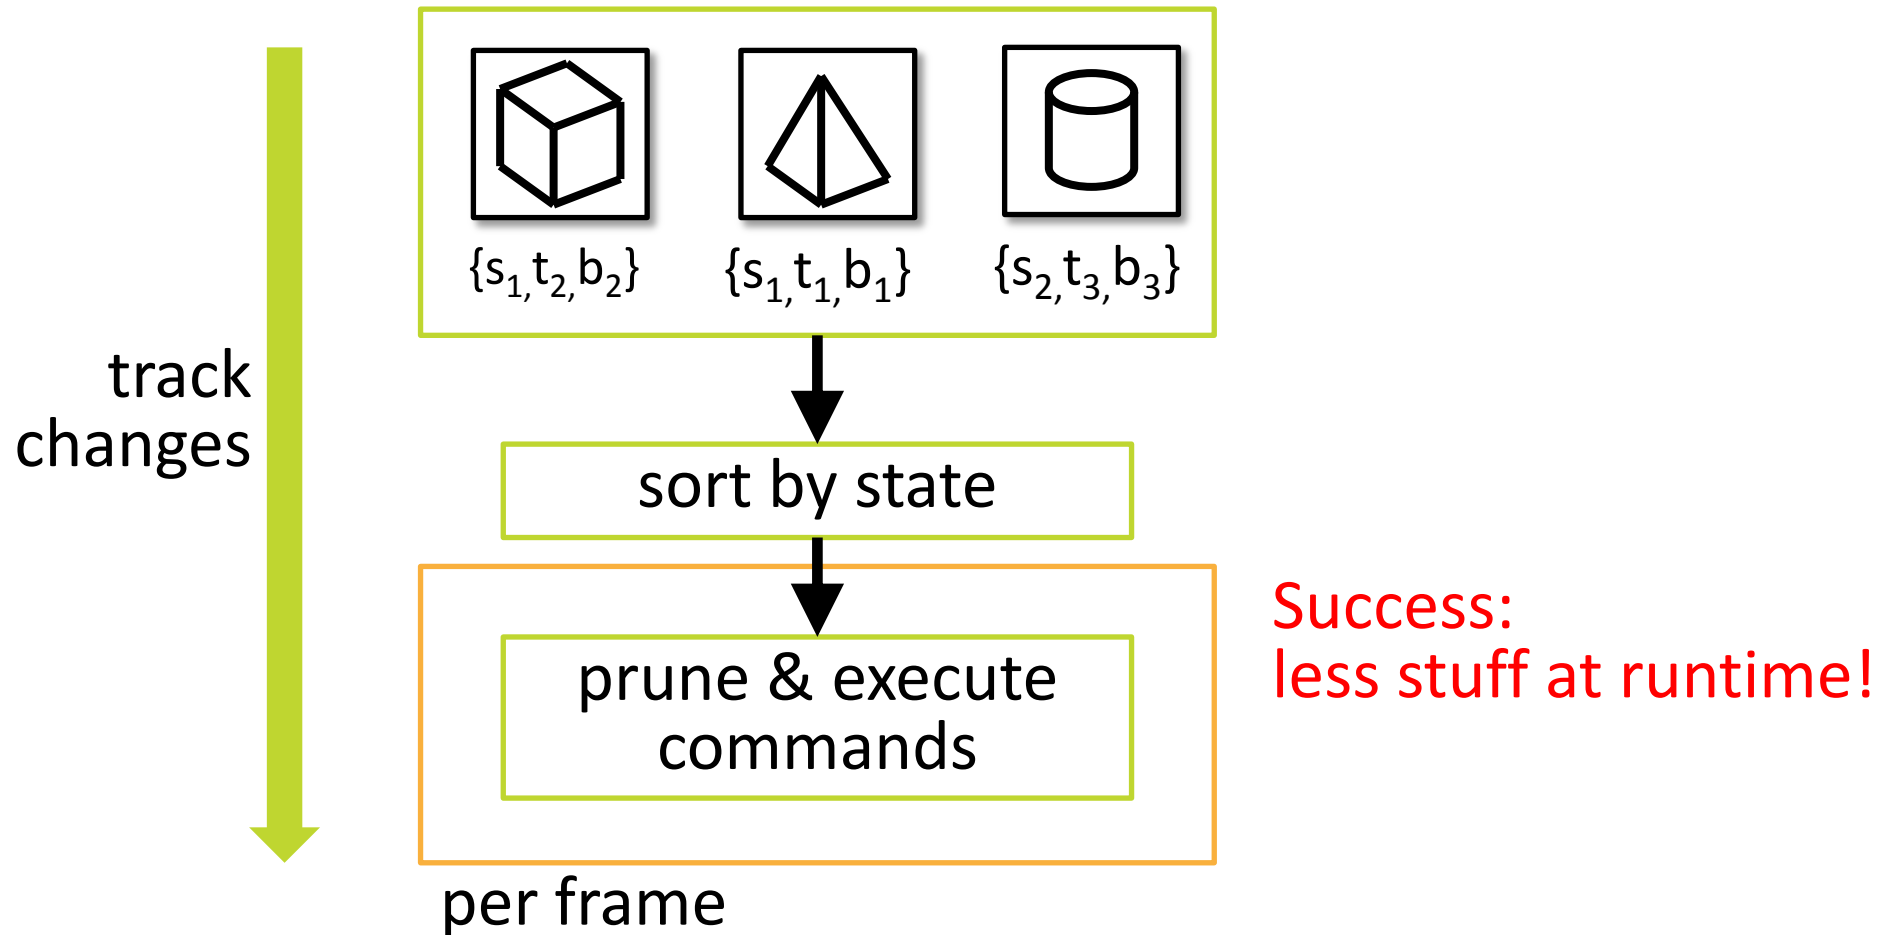 {s₁,t₂,b₂} {s₁,t₁,b₁} {s₂,t₃,b₃}
track
changes
sort by state
prune & execute
commands
Success:
less stuff at runtime!
per frame